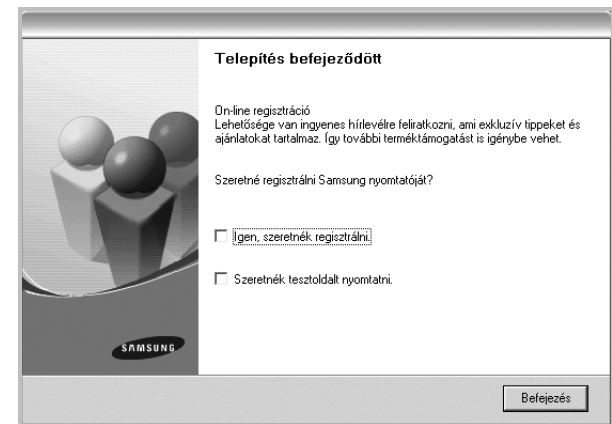 Telepítés befejeződött
On-line regisztráció
Lehetősége van ingyenes hírlevélre feliratkozni, ami exkluzív tippeket és
ajánlatokat tartalmaz. Így további terméktámogatást is igénybe vehet.
Szeretné regisztrálni Samsung nyomtatóját?
Igen, szeretnék regisztrálni.
Szeretnék tesztoldalt nyomtatni.
SAMSUNG
Befejezés